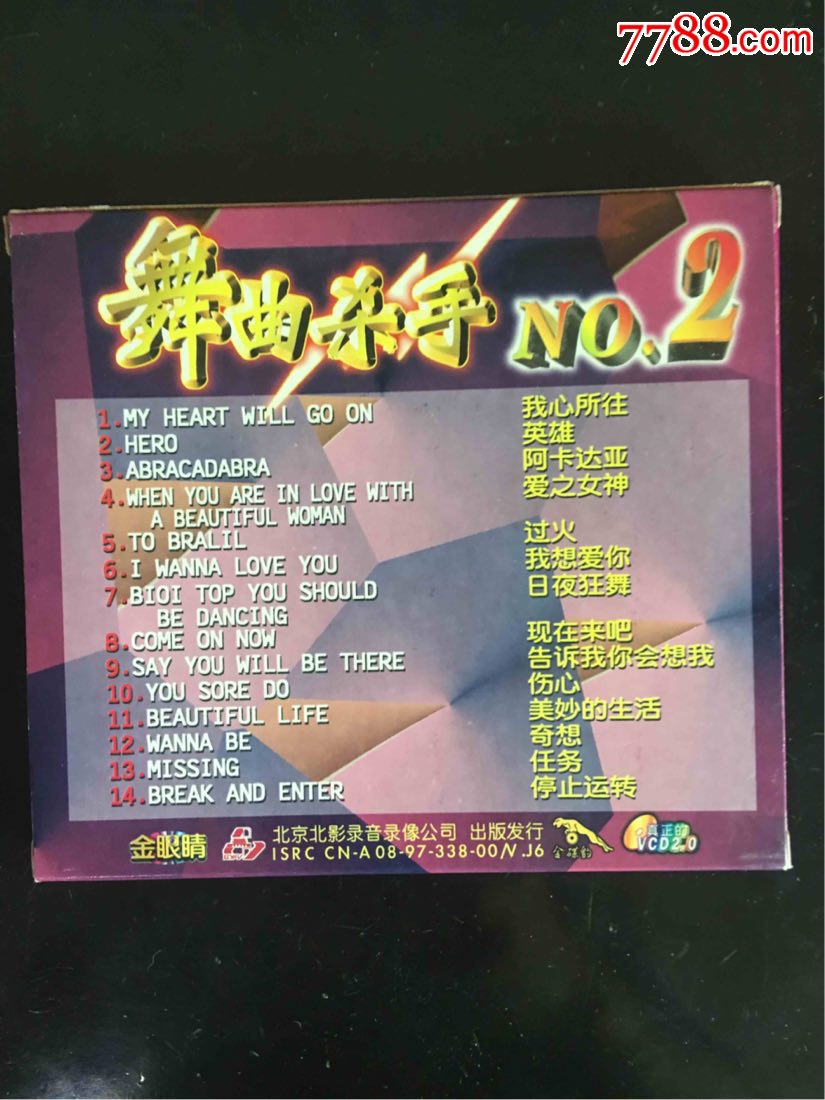 7788.com
舞曲杀手 NO.2
1.MY HEART WILL GO ON 我心所往
2.HERO 英雄
3.ABRACADABRA 阿卡达亚
4.WHEN YOU ARE IN LOVE WITH 爱之女神
A BEAUTIFUL WOMAN
5.TO BRALIL 过火
6.I WANNA LOVE YOU 我想爱你
7.BIOI TOP YOU SHOULD 日夜狂舞
BE DANCING
8.COME ON NOW 现在来吧
9.SAY YOU WILL BE THERE 告诉我你会想我
10.YOU SORE DO 伤心
11.BEAUTIFUL LIFE 美妙的生活
12.WANNA BE 奇想
13.MISSING 任务
14.BREAK AND ENTER 停止运转
金眼睛 北京北影录音录像公司 出版发行 金碟豹 真正的
ISRC CN-A08-97-338-00/V.J6 VCD2.0